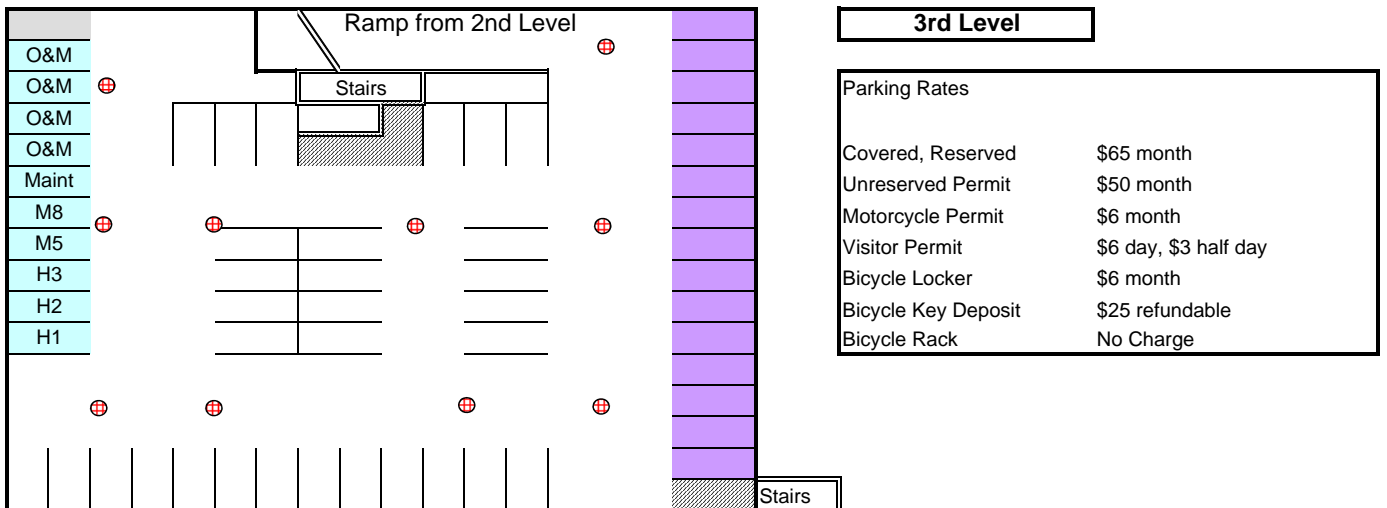 Ramp from 2nd Level
3rd Level
O&M
O&M
Stairs
O&M
O&M
Maint
M8
M5
H3
H2
H1
Stairs
Parking Rates
Covered, Reserved $65 month
Unreserved Permit $50 month
Motorcycle Permit $6 month
Visitor Permit $6 day, $3 half day
Bicycle Locker $6 month
Bicycle Key Deposit $25 refundable
Bicycle Rack No Charge